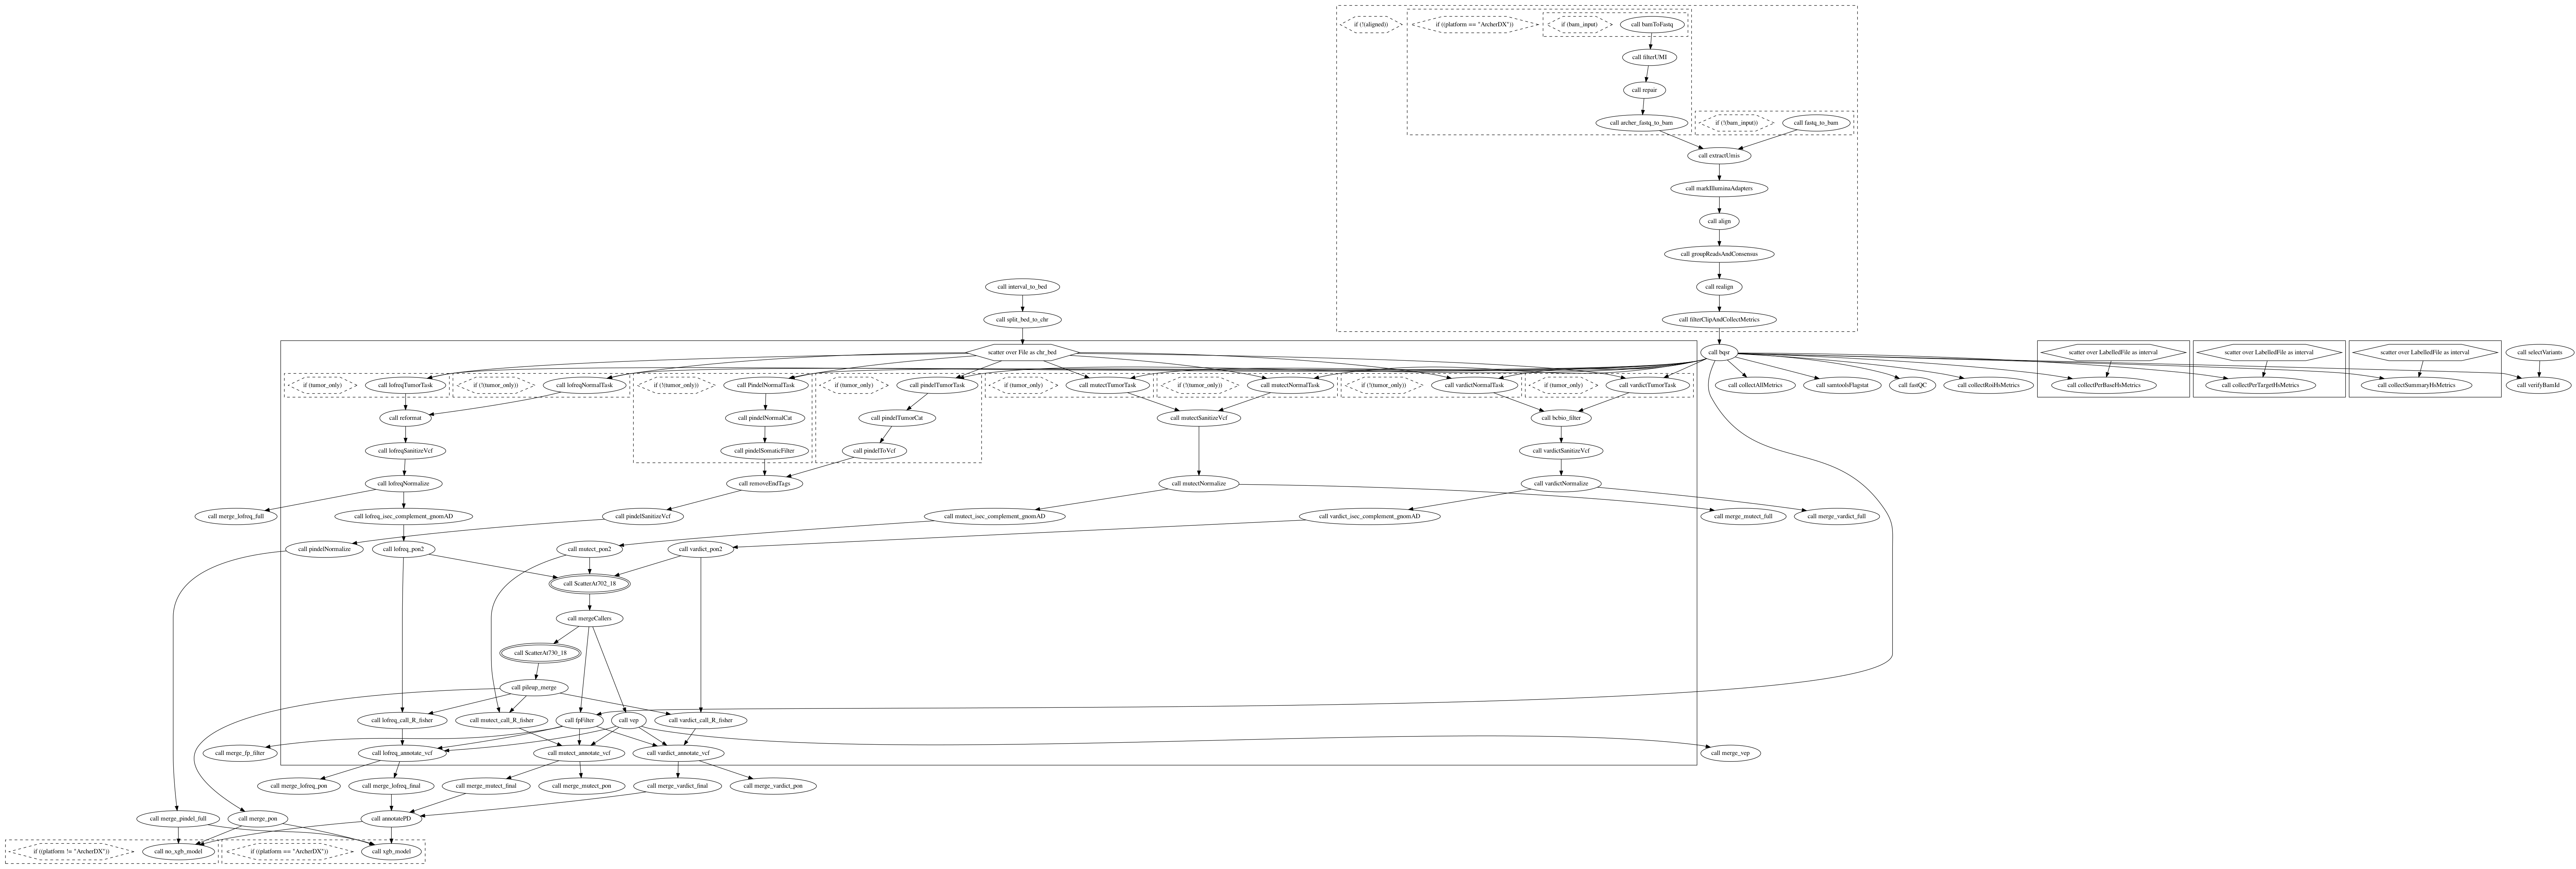 if (!(aligned))
if ((platform == "ArcherDX"))
if (bam_input)
call bamToFastq
call filterUMI
call repair
call archer_fastq_to_bam
if (!(bam_input))
call fastq_to_bam
call extractUmis
call markIlluminaAdapters
call align
call groupReadsAndConsensus
call interval_to_bed
call realign
call split_bed_to_chr
call filterClipAndCollectMetrics
scatter over File as chr_bed
call bqsr
scatter over LabelledFile as interval
scatter over LabelledFile as interval
scatter over LabelledFile as interval
call selectVariants
if (tumor_only)
call lofreqTumorTask
if (!(tumor_only))
call lofreqNormalTask
if (!(tumor_only))
call PindelNormalTask
if (tumor_only)
call pindelTumorTask
if (tumor_only)
call mutectTumorTask
if (!(tumor_only))
call mutectNormalTask
if (!(tumor_only))
call vardictNormalTask
if (tumor_only)
call vardictTumorTask
call collectAllMetrics
call samtoolsFlagstat
call fastQC
call collectRoiHsMetrics
call collectPerBaseHsMetrics
call collectPerTargetHsMetrics
call collectSummaryHsMetrics
call verifyBamId
call reformat
call pindelNormalCat
call pindelTumorCat
call mutectSanitizeVcf
call bcbio_filter
call lofreqSanitizeVcf
call pindelSomaticFilter
call pindelToVcf
call vardictSanitizeVcf
call lofreqNormalize
call removeEndTags
call mutectNormalize
call vardictNormalize
call merge_lofreq_full
call lofreq_isec_complement_gnomAD
call pindelSanitizeVcf
call mutect_isec_complement_gnomAD
call vardict_isec_complement_gnomAD
call merge_mutect_full
call merge_vardict_full
call pindelNormalize
call lofreq_pon2
call mutect_pon2
call vardict_pon2
call ScatterAt702_18
call mergeCallers
call ScatterAt730_18
call pileup_merge
call lofreq_call_R_fisher
call mutect_call_R_fisher
call fpFilter
call vep
call vardict_call_R_fisher
call merge_fp_filter
call lofreq_annotate_vcf
call mutect_annotate_vcf
call vardict_annotate_vcf
call merge_vep
call merge_lofreq_pon
call merge_lofreq_final
call merge_mutect_final
call merge_mutect_pon
call merge_vardict_final
call merge_vardict_pon
call merge_pindel_full
call merge_pon
call annotatePD
if ((platform != "ArcherDX"))
call no_xgb_model
if ((platform == "ArcherDX"))
call xgb_model